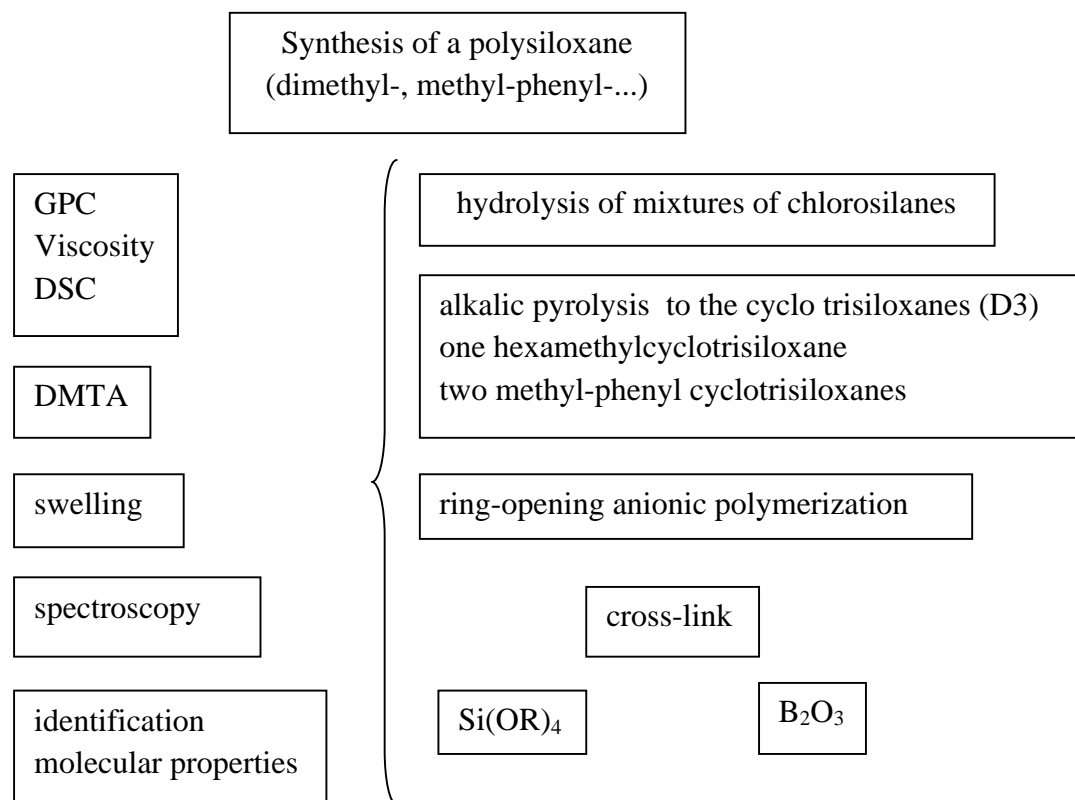 Synthesis of a polysiloxane
(dimethyl-, methyl-phenyl-...)
GPC
Viscosity
DSC
DMTA
swelling
spectroscopy
identification
molecular properties
hydrolysis of mixtures of chlorosilanes
alkalic pyrolysis  to the cyclo trisiloxanes (D3)
one hexamethylcyclotrisiloxane
two methyl-phenyl cyclotrisiloxanes
ring-opening anionic polymerization
cross-link
Si(OR)₄
B₂O₃